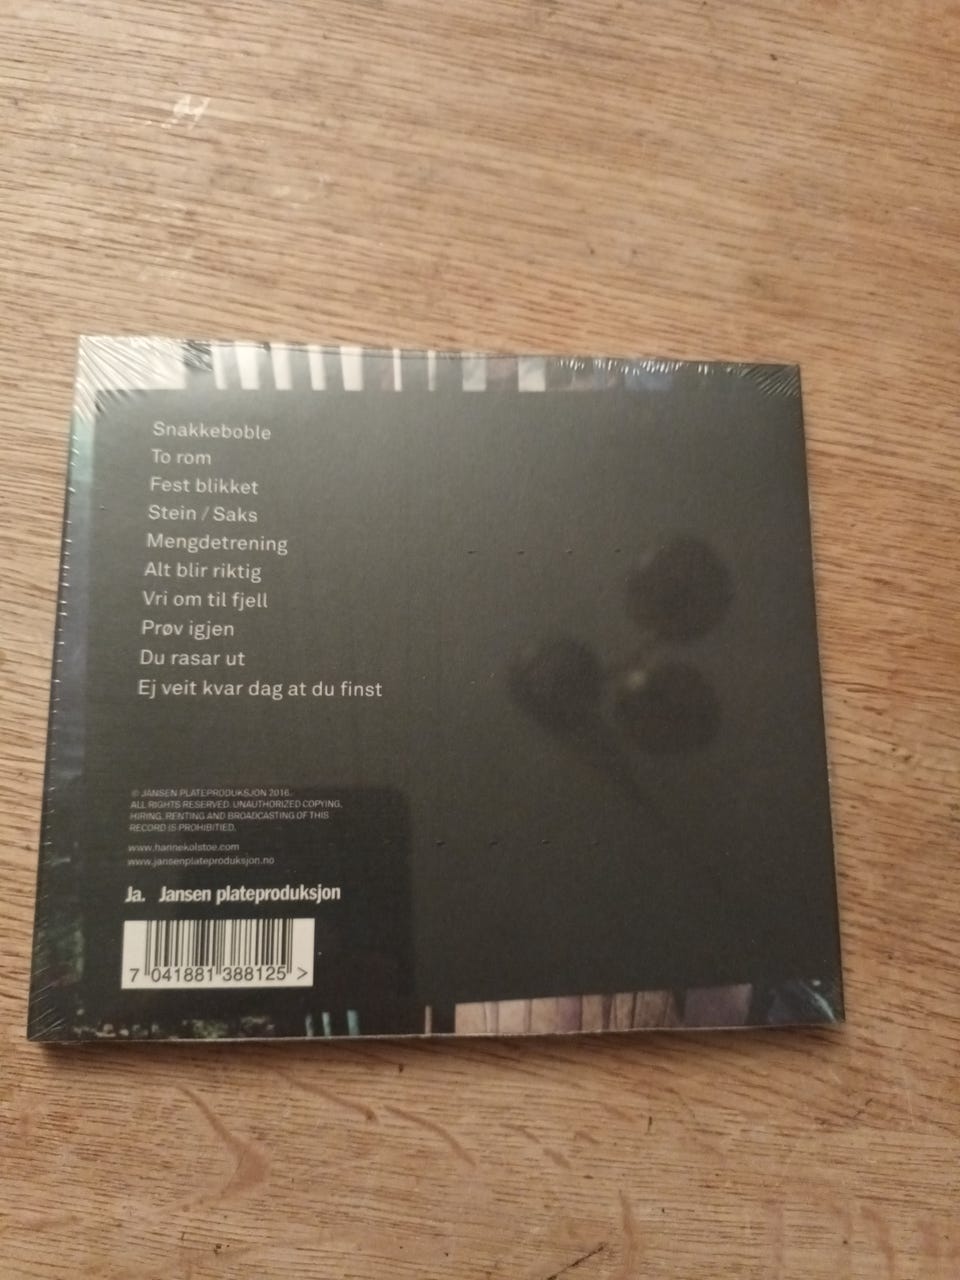 Snakkeboble
To rom
Fest blikket
Stein / Saks
Mengdetrening
Alt blir riktig
Vri om til fjell
Prøv igjen
Du rasar ut
Ej veit kvar dag at du finst
© JANSEN PLATEPRODUKSJON 2016.
ALL RIGHTS RESERVED. UNAUTHORIZED COPYING,
HIRING, RENTING AND BROADCASTING OF THIS
RECORD IS PROHIBITIED.
www.hannekolstoe.com
www.jansenplateproduksjon.no
Ja. Jansen plateproduksjon
7 041881 388125 >